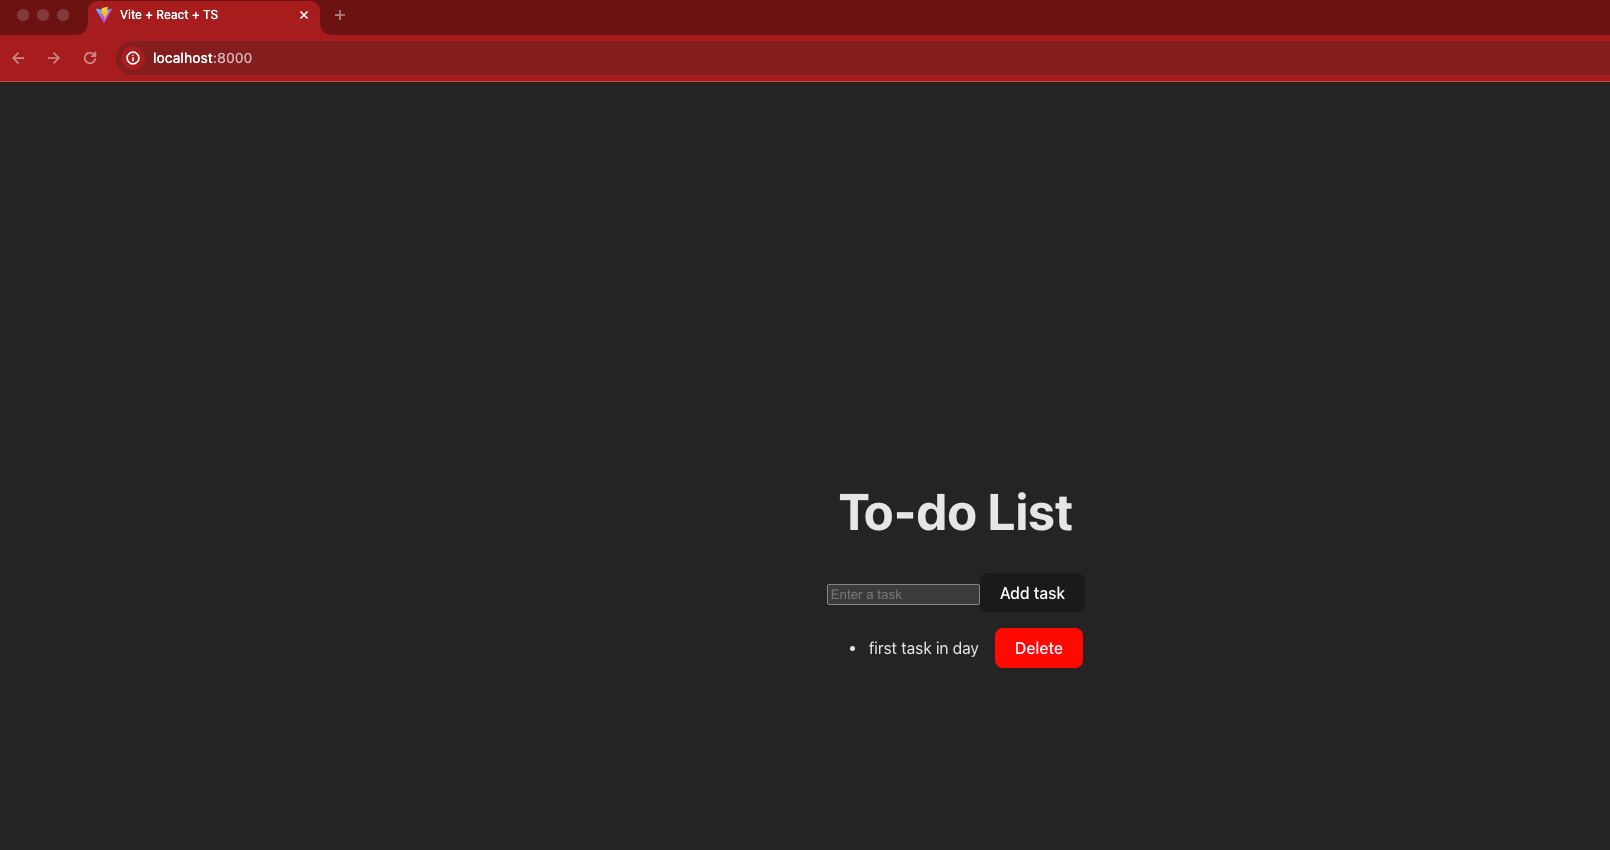 Vite + React + TS
localhost:8000
To-do List
Enter a task
Add task
first task in day
Delete